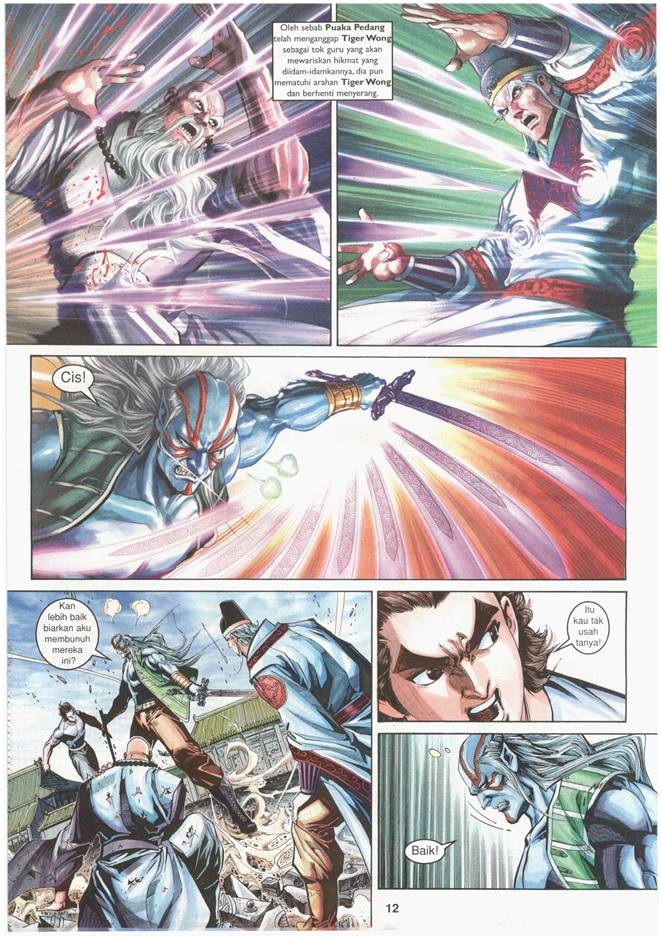 Oleh sebab Puaka Pedang
telah menganggap Tiger Wong
sebagai tok guru yang akan
mewariskan hikmat yang
diidam-idamkannya, dia pun
mematuhi arahan Tiger Wong
dan berhenti menyerang.
Cis!
Kan
lebih baik
biarkan aku
membunuh
mereka
ini?
Itu
kau tak
usah
tanya!
Baik!
12